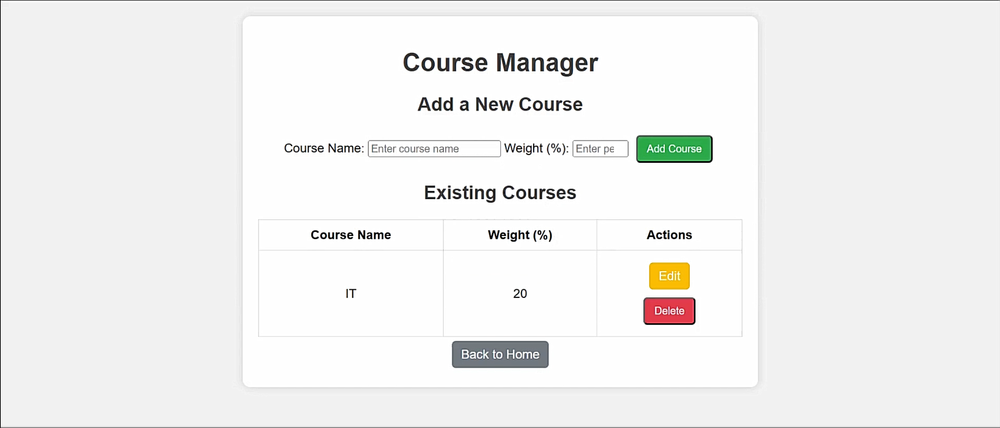 Course Manager
Add a New Course
Course Name: Enter course name Weight (%): Enter pe Add Course
Existing Courses
Course Name Weight (%) Actions
IT 20 Edit
Delete
Back to Home